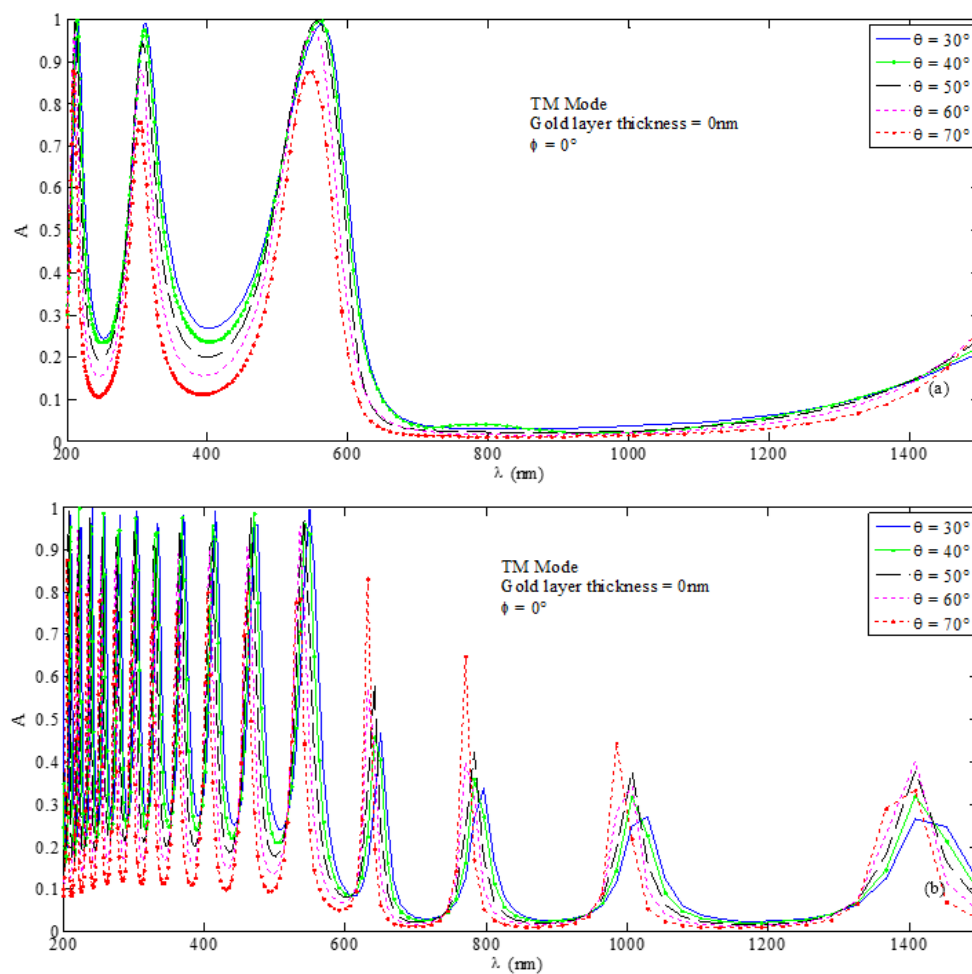 1
0.9
0.8
0.7
0.6
0.5
0.4
0.3
0.2
0.1
0
A
TM Mode
Gold layer thickness = 0nm
ϕ = 0°
θ = 30°
θ = 40°
θ = 50°
θ = 60°
θ = 70°
(a)
200 400 600 800 1000 1200 1400
λ (nm)
1
0.9
0.8
0.7
0.6
0.5
0.4
0.3
0.2
0.1
0
A
TM Mode
Gold layer thickness = 0nm
ϕ = 0°
θ = 30°
θ = 40°
θ = 50°
θ = 60°
θ = 70°
(b)
200 400 600 800 1000 1200 1400
λ (nm)